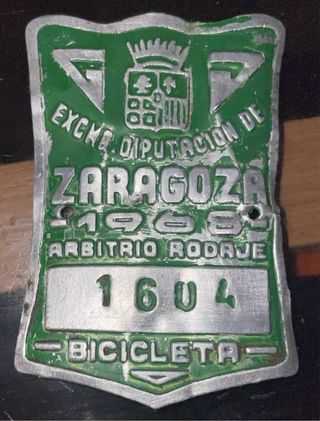 EXCMA. DIPUTACION DE
ZARAGOZA
-1968-
ARBITRIO RODAJE
1604
- BICICLETA -